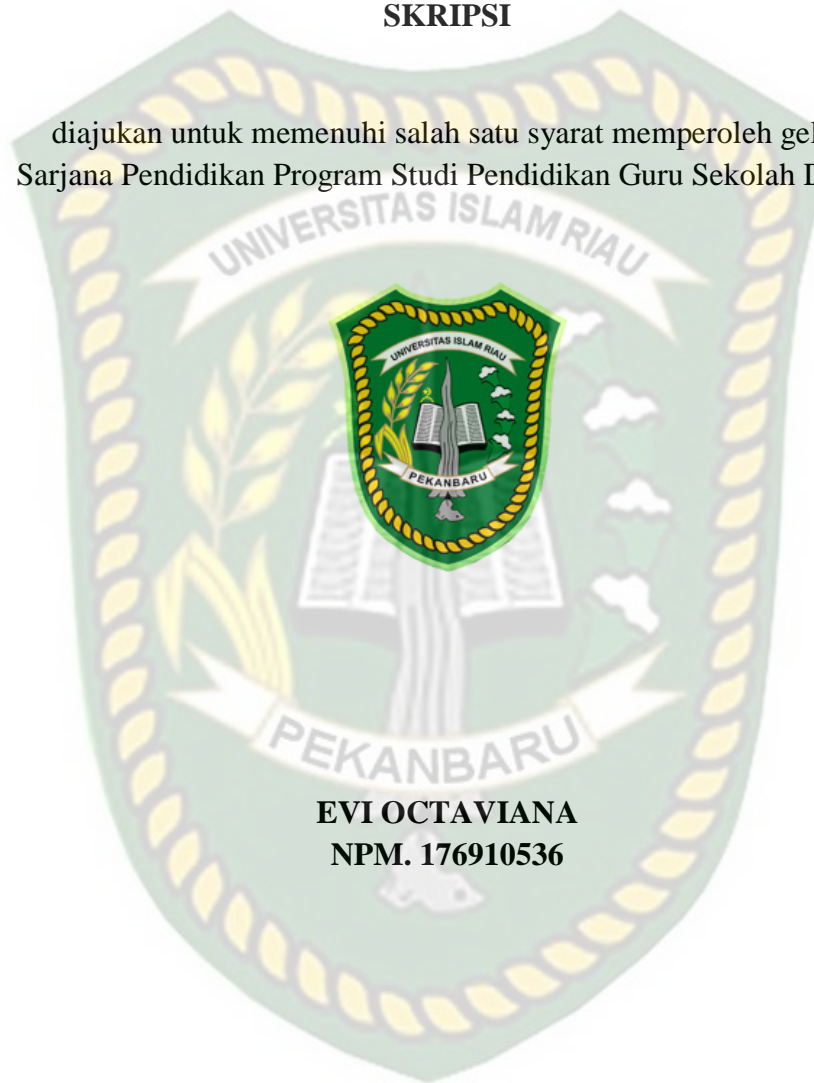 SKRIPSI
diajukan untuk memenuhi salah satu syarat memperoleh gel
Sarjana Pendidikan Program Studi Pendidikan Guru Sekolah D
UNIVERSITAS ISLAM RIAU
UNIVERSITAS ISLAM RIAU
PEKANBARU
PEKANBARU
EVI OCTAVIANA
NPM. 176910536